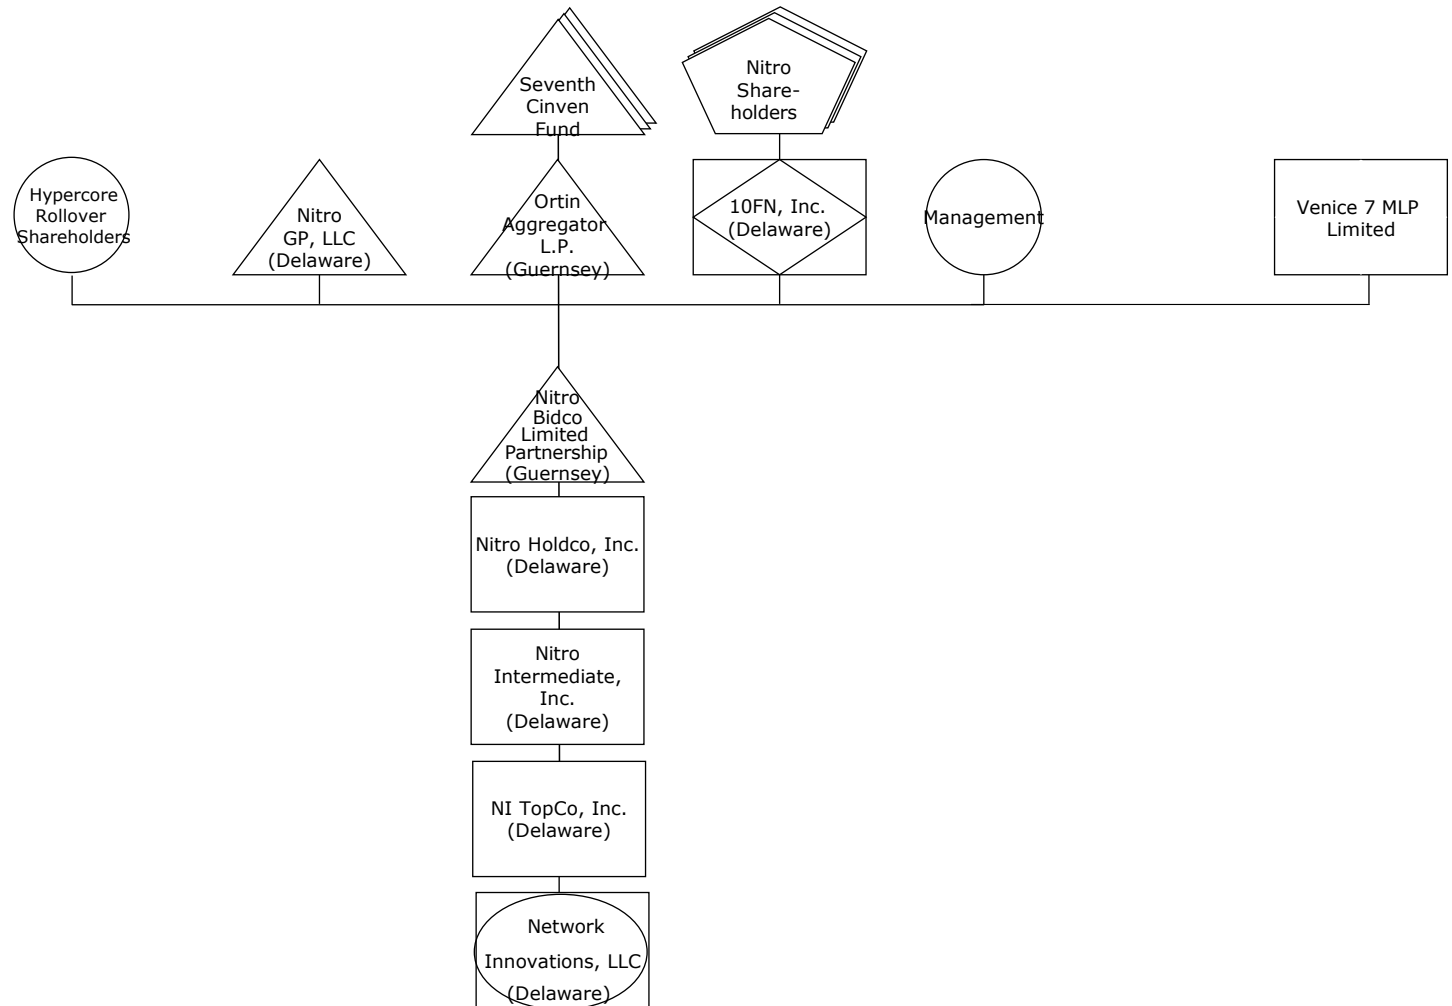 Seventh
Cinven
Fund
Nitro
Share-
holders
Hypercore
Rollover
Shareholders
Nitro
GP, LLC
(Delaware)
Ortin
Aggregator
L.P.
(Guernsey)
10FN, Inc.
(Delaware)
Management
Venice 7 MLP
Limited
Nitro
Bidco
Limited
Partnership
(Guernsey)
Nitro Holdco, Inc.
(Delaware)
Nitro
Intermediate,
Inc.
(Delaware)
NI TopCo, Inc.
(Delaware)
Network
Innovations, LLC
(Delaware)